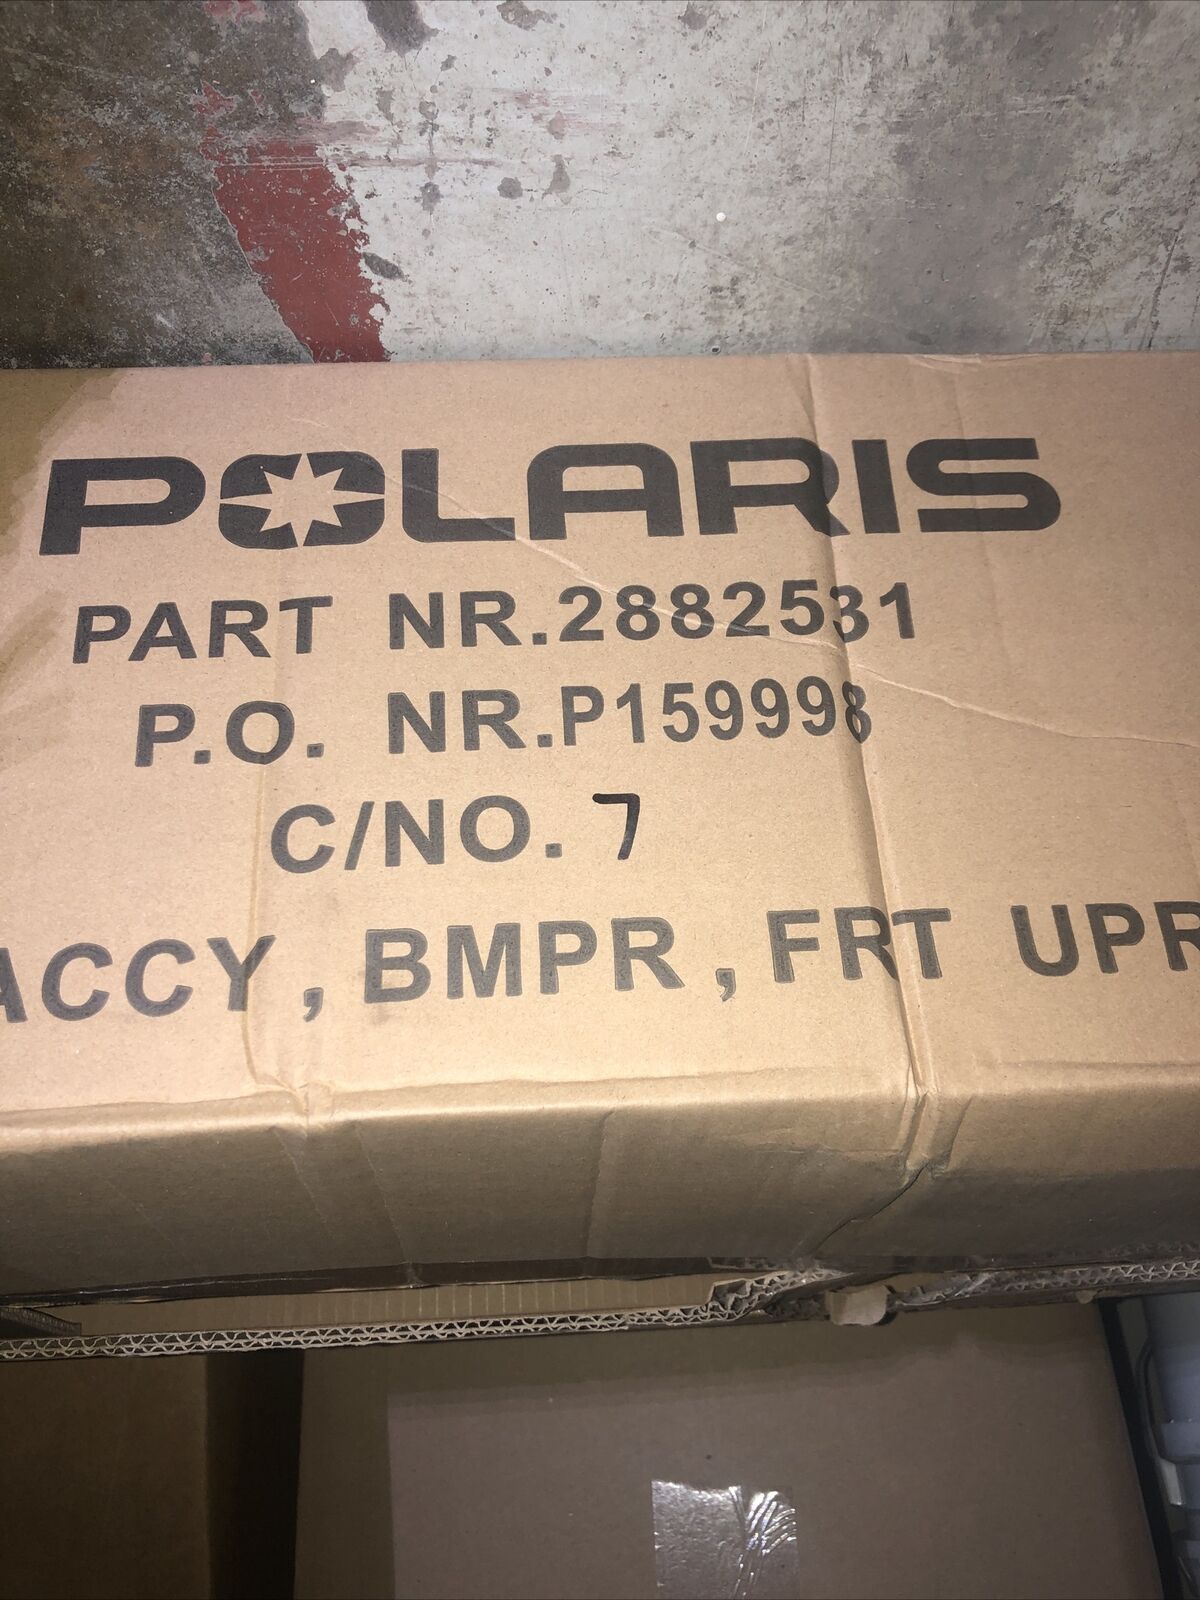 POLARIS
PART NR.2882531
P.O. NR.P159998
C/NO. 7
ACCY, BMPR, FRT UPR